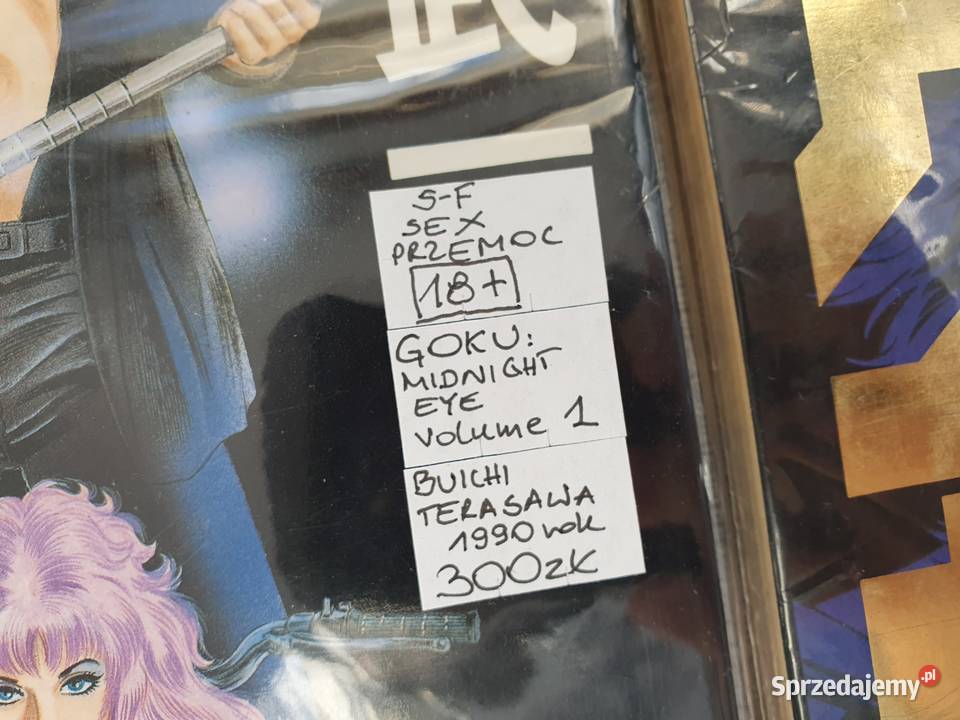 S-F
SEX
PRZEMOC
18+
GOKU:
MIDNIGHT
EYE
volume 1
BUICHI
TERASAWA
1990 rok
300zł
Sprzedajemy.pl